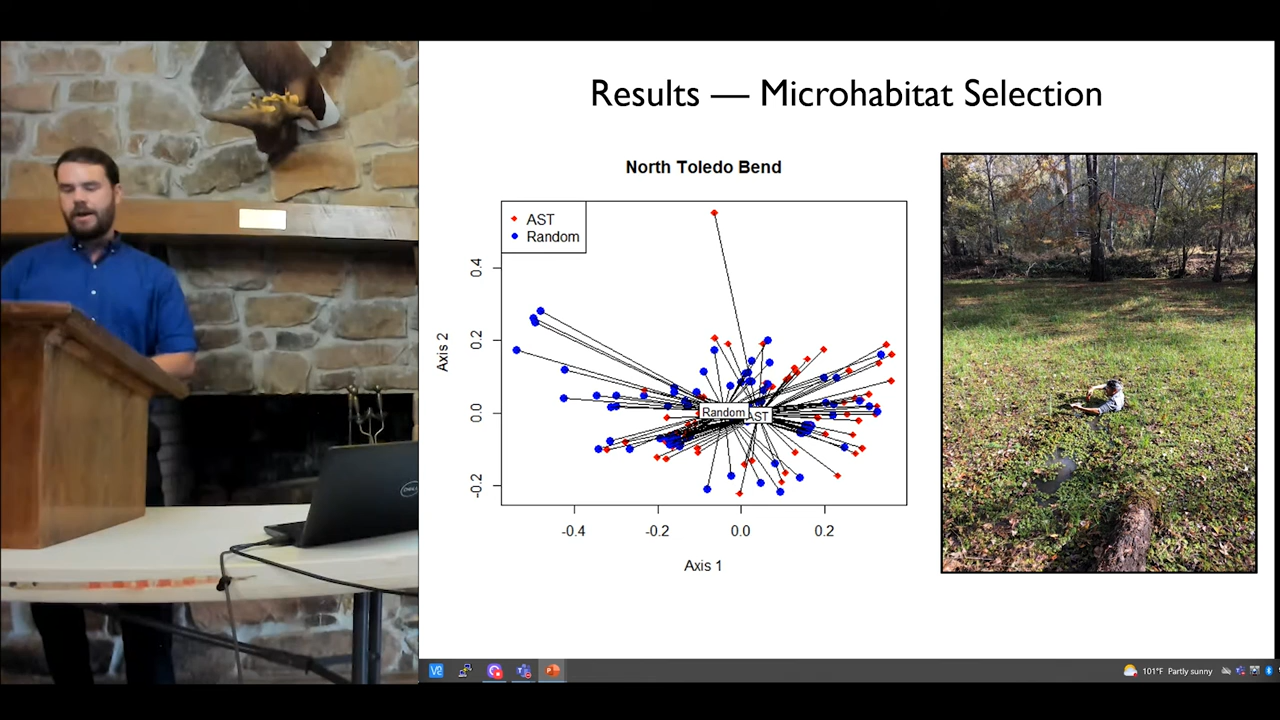 Results — Microhabitat Selection
North Toledo Bend
AST
Random
Axis 2
0.4
0.2
0.0
-0.2
Random
AST
-0.4
-0.2
0.0
0.2
Axis 1
DELL
101°F Partly sunny